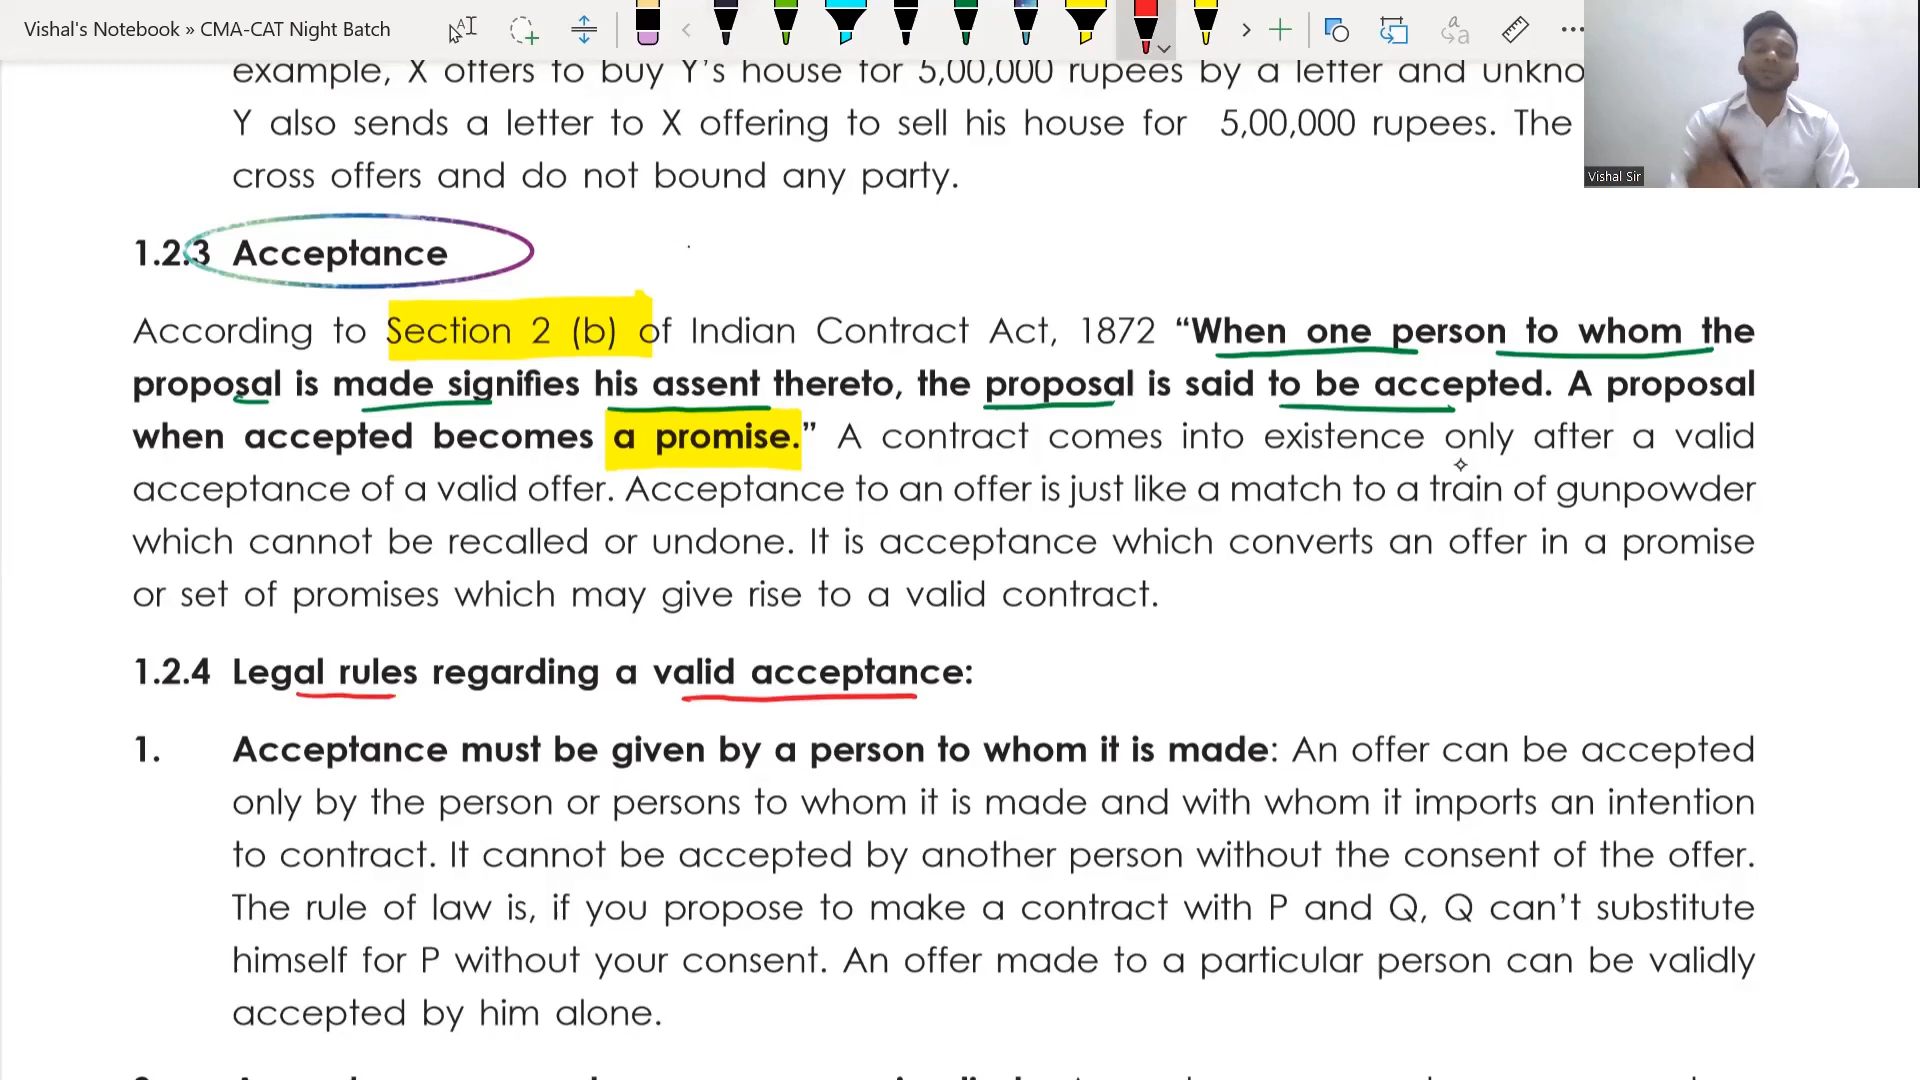 Vishal's Notebook » CMA-CAT Night Batch
example, X offers to buy Y's house for 5,00,000 rupees by a letter and unkno
Y also sends a letter to X offering to sell his house for 5,00,000 rupees. The
cross offers and do not bound any party.
Vishal Sir
1.2.3 Acceptance
According to Section 2 (b) of Indian Contract Act, 1872 “When one person to whom the
proposal is made signifies his assent thereto, the proposal is said to be accepted. A proposal
when accepted becomes a promise.” A contract comes into existence only after a valid
acceptance of a valid offer. Acceptance to an offer is just like a match to a train of gunpowder
which cannot be recalled or undone. It is acceptance which converts an offer in a promise
or set of promises which may give rise to a valid contract.
1.2.4 Legal rules regarding a valid acceptance:
1. Acceptance must be given by a person to whom it is made: An offer can be accepted
only by the person or persons to whom it is made and with whom it imports an intention
to contract. It cannot be accepted by another person without the consent of the offer.
The rule of law is, if you propose to make a contract with P and Q, Q can’t substitute
himself for P without your consent. An offer made to a particular person can be validly
accepted by him alone.